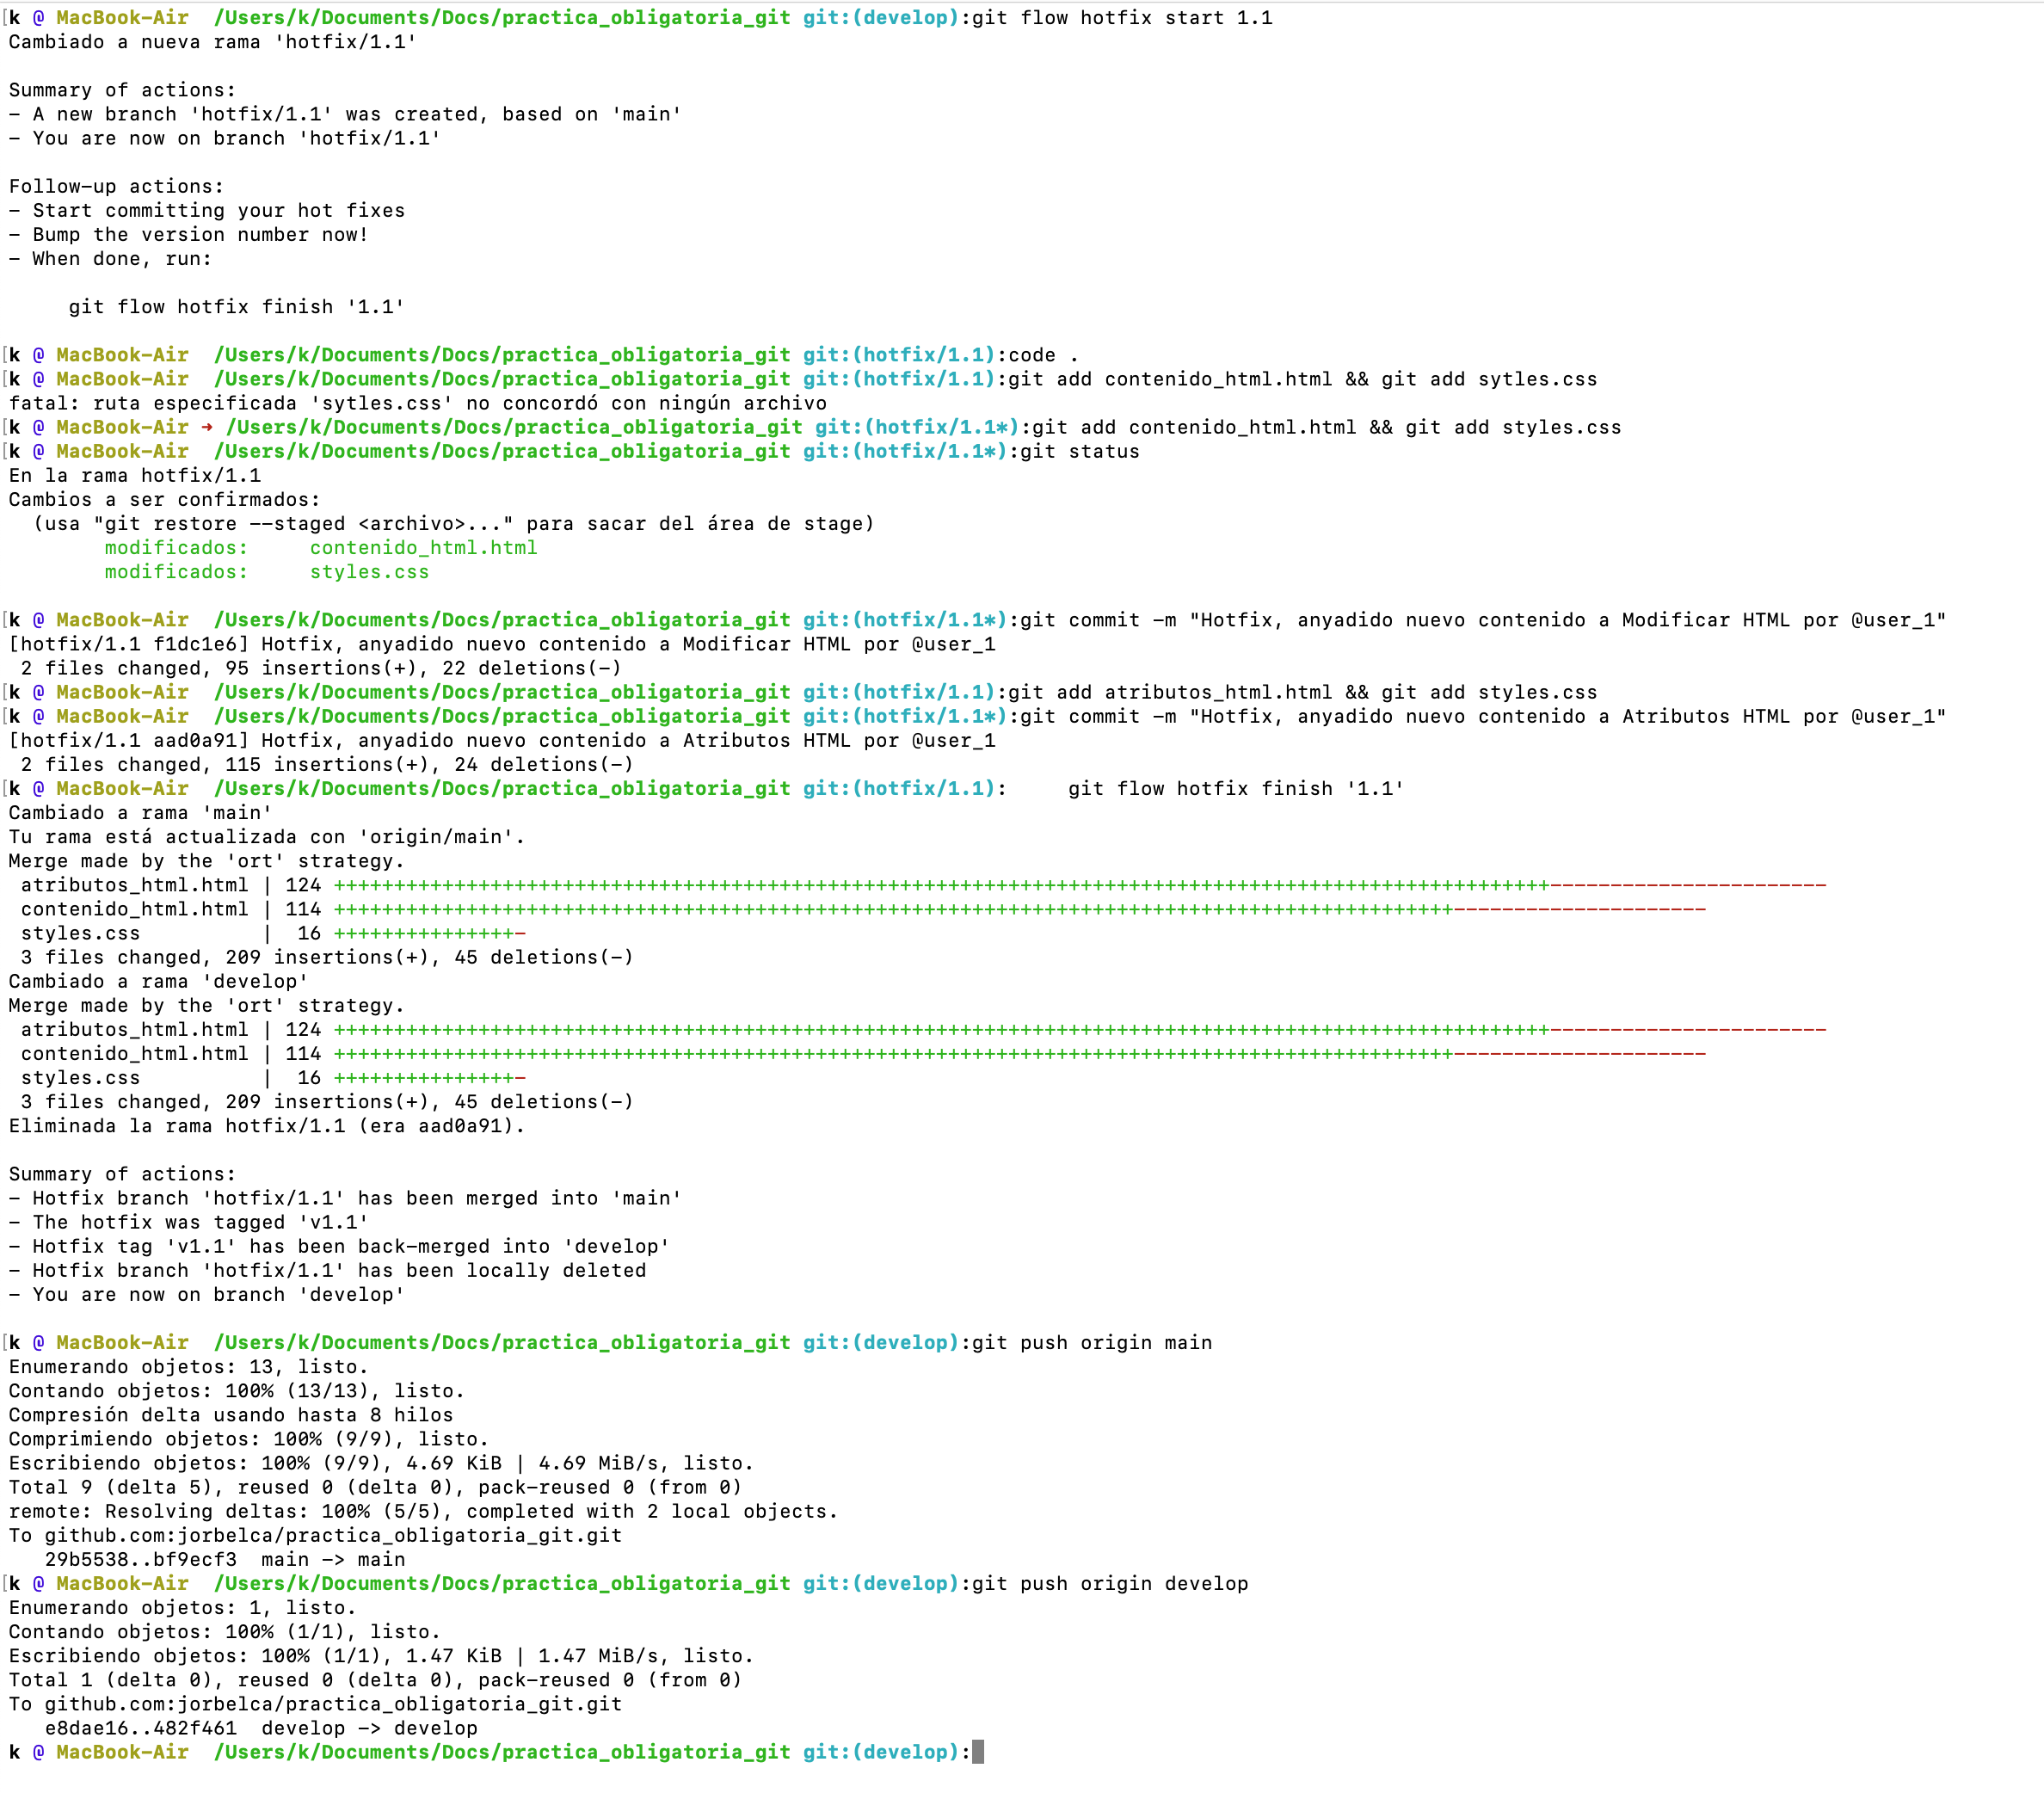 k @ MacBook-Air  /Users/k/Documents/Docs/practica_obligatoria_git git:(develop):git flow hotfix start 1.1
Cambiado a nueva rama 'hotfix/1.1'
Summary of actions:
- A new branch 'hotfix/1.1' was created, based on 'main'
- You are now on branch 'hotfix/1.1'
Follow-up actions:
- Start committing your hot fixes
- Bump the version number now!
- When done, run:
     git flow hotfix finish '1.1'
k @ MacBook-Air  /Users/k/Documents/Docs/practica_obligatoria_git git:(hotfix/1.1):code .
k @ MacBook-Air  /Users/k/Documents/Docs/practica_obligatoria_git git:(hotfix/1.1):git add contenido_html.html && git add sytles.css
fatal: ruta especificada 'sytles.css' no concordó con ningún archivo
k @ MacBook-Air → /Users/k/Documents/Docs/practica_obligatoria_git git:(hotfix/1.1*):git add contenido_html.html && git add styles.css
k @ MacBook-Air  /Users/k/Documents/Docs/practica_obligatoria_git git:(hotfix/1.1*):git status
En la rama hotfix/1.1
Cambios a ser confirmados:
  (usa "git restore --staged <archivo>..." para sacar del área de stage)
        modificados:     contenido_html.html
        modificados:     styles.css
k @ MacBook-Air  /Users/k/Documents/Docs/practica_obligatoria_git git:(hotfix/1.1*):git commit -m "Hotfix, anyadido nuevo contenido a Modificar HTML por @user_1"
[hotfix/1.1 f1dc1e6] Hotfix, anyadido nuevo contenido a Modificar HTML por @user_1
 2 files changed, 95 insertions(+), 22 deletions(-)
k @ MacBook-Air  /Users/k/Documents/Docs/practica_obligatoria_git git:(hotfix/1.1):git add atributos_html.html && git add styles.css
k @ MacBook-Air  /Users/k/Documents/Docs/practica_obligatoria_git git:(hotfix/1.1*):git commit -m "Hotfix, anyadido nuevo contenido a Atributos HTML por @user_1"
[hotfix/1.1 aad0a91] Hotfix, anyadido nuevo contenido a Atributos HTML por @user_1
 2 files changed, 115 insertions(+), 24 deletions(-)
k @ MacBook-Air  /Users/k/Documents/Docs/practica_obligatoria_git git:(hotfix/1.1):     git flow hotfix finish '1.1'
Cambiado a rama 'main'
Tu rama está actualizada con 'origin/main'.
Merge made by the 'ort' strategy.
 atributos_html.html | 124 +++++++++++++++++++++++++++++++++++++++++++++++++++++++++++++++++++++++++++++++++++++++++++++++++++++-----------------------
 contenido_html.html | 114 +++++++++++++++++++++++++++++++++++++++++++++++++++++++++++++++++++++++++++++++++++++++++++++---------------------
 styles.css          |  16 +++++++++++++++-
 3 files changed, 209 insertions(+), 45 deletions(-)
Cambiado a rama 'develop'
Merge made by the 'ort' strategy.
 atributos_html.html | 124 +++++++++++++++++++++++++++++++++++++++++++++++++++++++++++++++++++++++++++++++++++++++++++++++++++++-----------------------
 contenido_html.html | 114 +++++++++++++++++++++++++++++++++++++++++++++++++++++++++++++++++++++++++++++++++++++++++++++---------------------
 styles.css          |  16 +++++++++++++++-
 3 files changed, 209 insertions(+), 45 deletions(-)
Eliminada la rama hotfix/1.1 (era aad0a91).
Summary of actions:
- Hotfix branch 'hotfix/1.1' has been merged into 'main'
- The hotfix was tagged 'v1.1'
- Hotfix tag 'v1.1' has been back-merged into 'develop'
- Hotfix branch 'hotfix/1.1' has been locally deleted
- You are now on branch 'develop'
k @ MacBook-Air  /Users/k/Documents/Docs/practica_obligatoria_git git:(develop):git push origin main
Enumerando objetos: 13, listo.
Contando objetos: 100% (13/13), listo.
Compresión delta usando hasta 8 hilos
Comprimiendo objetos: 100% (9/9), listo.
Escribiendo objetos: 100% (9/9), 4.69 KiB | 4.69 MiB/s, listo.
Total 9 (delta 5), reused 0 (delta 0), pack-reused 0 (from 0)
remote: Resolving deltas: 100% (5/5), completed with 2 local objects.
To github.com:jorbelca/practica_obligatoria_git.git
   29b5538..bf9ecf3  main -> main
k @ MacBook-Air  /Users/k/Documents/Docs/practica_obligatoria_git git:(develop):git push origin develop
Enumerando objetos: 1, listo.
Contando objetos: 100% (1/1), listo.
Escribiendo objetos: 100% (1/1), 1.47 KiB | 1.47 MiB/s, listo.
Total 1 (delta 0), reused 0 (delta 0), pack-reused 0 (from 0)
To github.com:jorbelca/practica_obligatoria_git.git
   e8dae16..482f461  develop -> develop
k @ MacBook-Air  /Users/k/Documents/Docs/practica_obligatoria_git git:(develop):